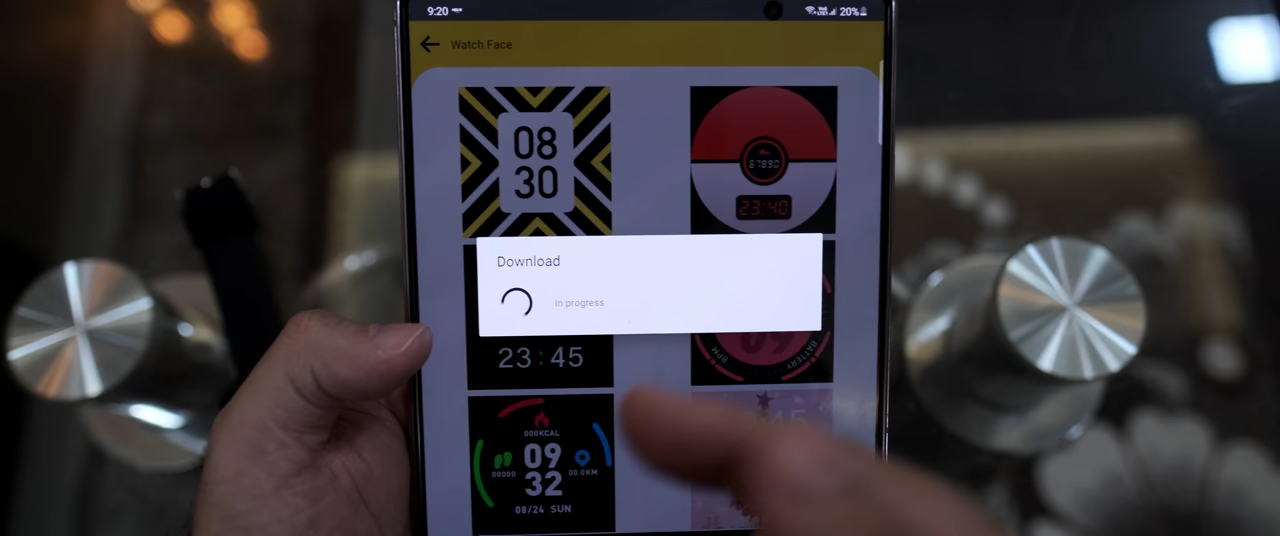 9:20
20%
Watch Face
08
30
67890
23:40
Download
In progress
23:45
09
BPM
BATTERY
000KCAL
09
00000
00.0KM
32
08/24 SUN